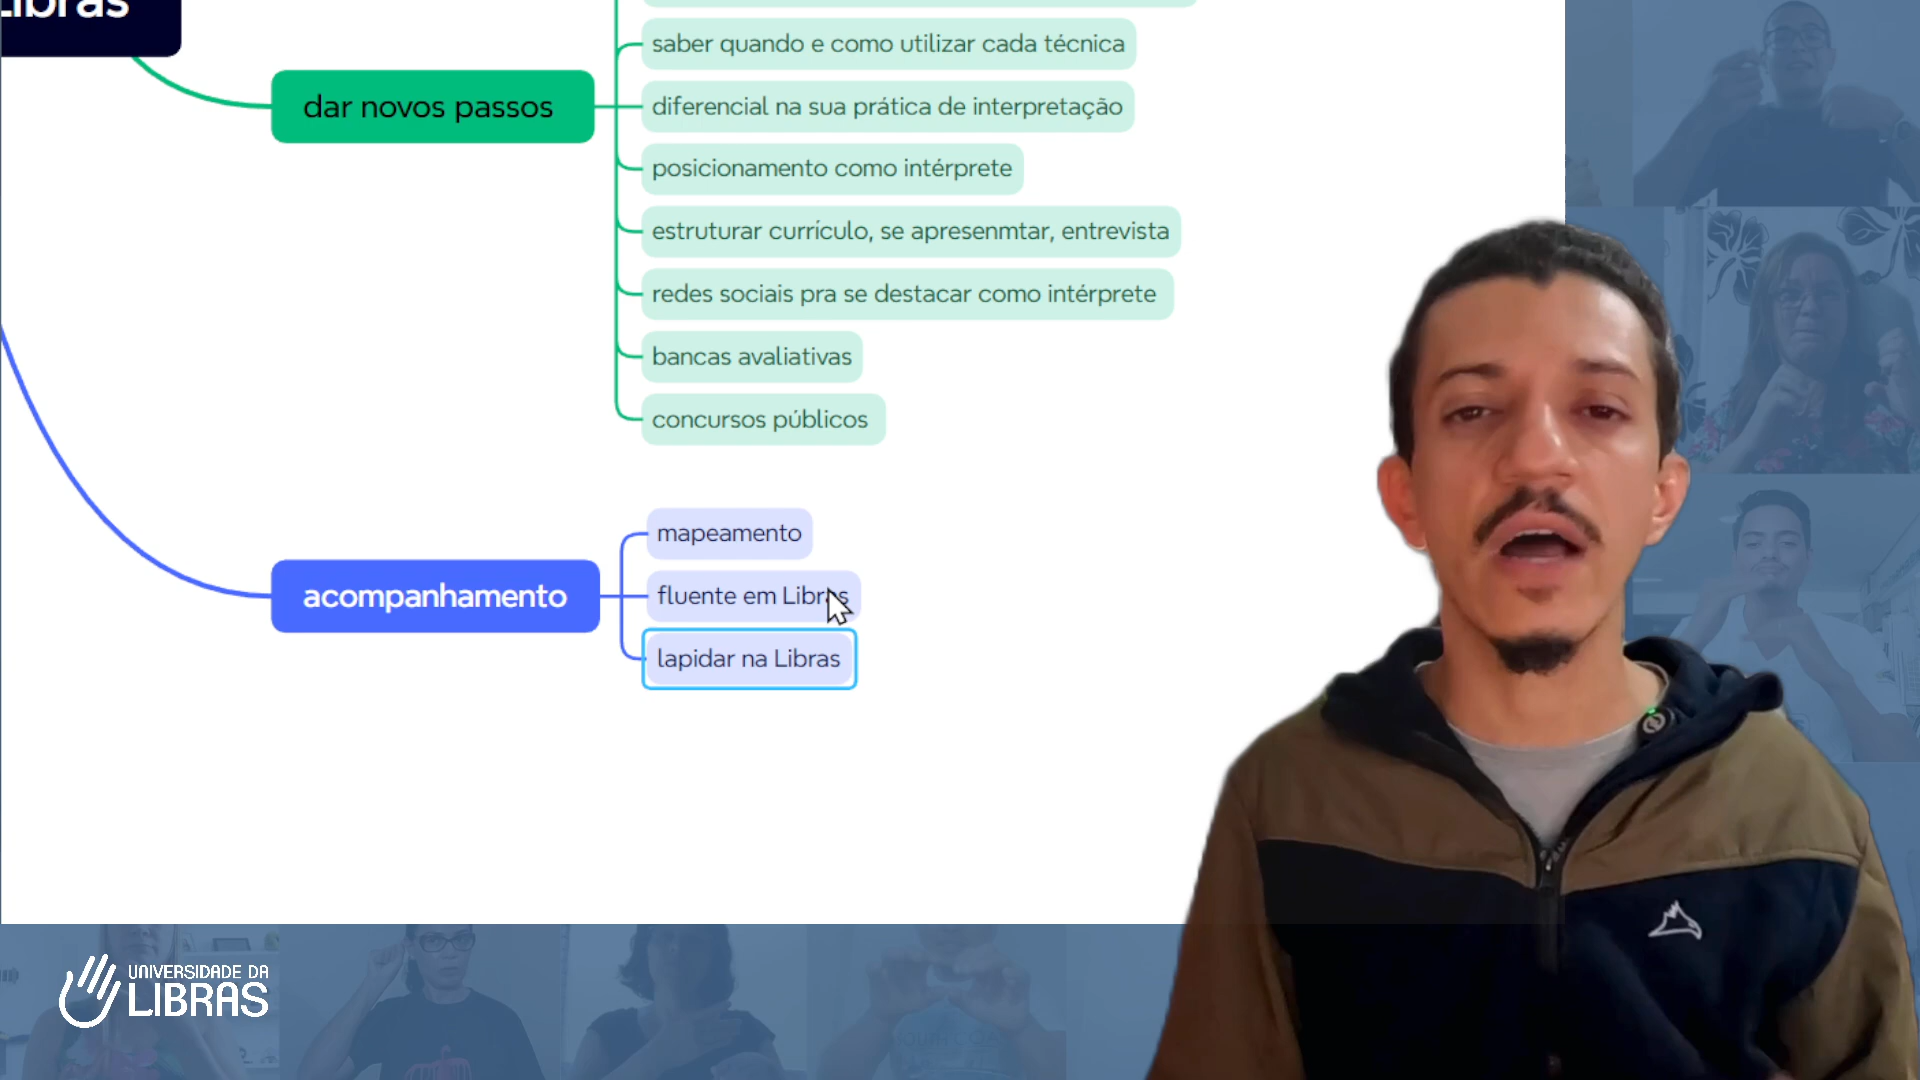 Libras
saber quando e como utilizar cada técnica
dar novos passos
diferencial na sua prática de interpretação
posicionamento como intérprete
estruturar currículo, se apresenmtar, entrevista
redes sociais pra se destacar como intérprete
bancas avaliativas
concursos públicos
mapeamento
acompanhamento
fluente em Libras
lapidar na Libras
UNIVERSIDADE DA
LIBRAS